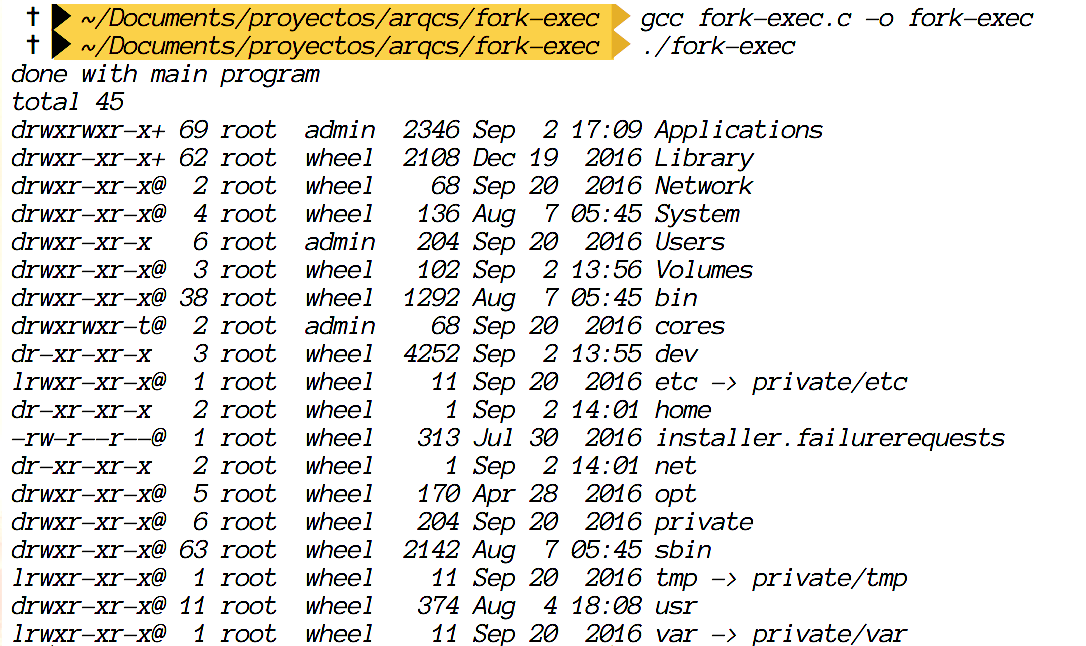 † ~/Documents/proyectos/arqcs/fork-exec gcc fork-exec.c -o fork-exec
† ~/Documents/proyectos/arqcs/fork-exec ./fork-exec
done with main program
total 45
drwxrwxr-x+ 69 root  admin  2346 Sep  2 17:09 Applications
drwxr-xr-x+ 62 root  wheel  2108 Dec 19  2016 Library
drwxr-xr-x@  2 root  wheel    68 Sep 20  2016 Network
drwxr-xr-x@  4 root  wheel   136 Aug  7 05:45 System
drwxr-xr-x   6 root  admin   204 Sep 20  2016 Users
drwxr-xr-x@  3 root  wheel   102 Sep  2 13:56 Volumes
drwxr-xr-x@ 38 root  wheel  1292 Aug  7 05:45 bin
drwxrwxr-t@  2 root  admin    68 Sep 20  2016 cores
dr-xr-xr-x   3 root  wheel  4252 Sep  2 13:55 dev
lrwxr-xr-x@  1 root  wheel    11 Sep 20  2016 etc -> private/etc
dr-xr-xr-x   2 root  wheel     1 Sep  2 14:01 home
-rw-r--r--@  1 root  wheel   313 Jul 30  2016 installer.failurerequests
dr-xr-xr-x   2 root  wheel     1 Sep  2 14:01 net
drwxr-xr-x@  5 root  wheel   170 Apr 28  2016 opt
drwxr-xr-x@  6 root  wheel   204 Sep 20  2016 private
drwxr-xr-x@ 63 root  wheel  2142 Aug  7 05:45 sbin
lrwxr-xr-x@  1 root  wheel    11 Sep 20  2016 tmp -> private/tmp
drwxr-xr-x@ 11 root  wheel   374 Aug  4 18:08 usr
lrwxr-xr-x@  1 root  wheel    11 Sep 20  2016 var -> private/var